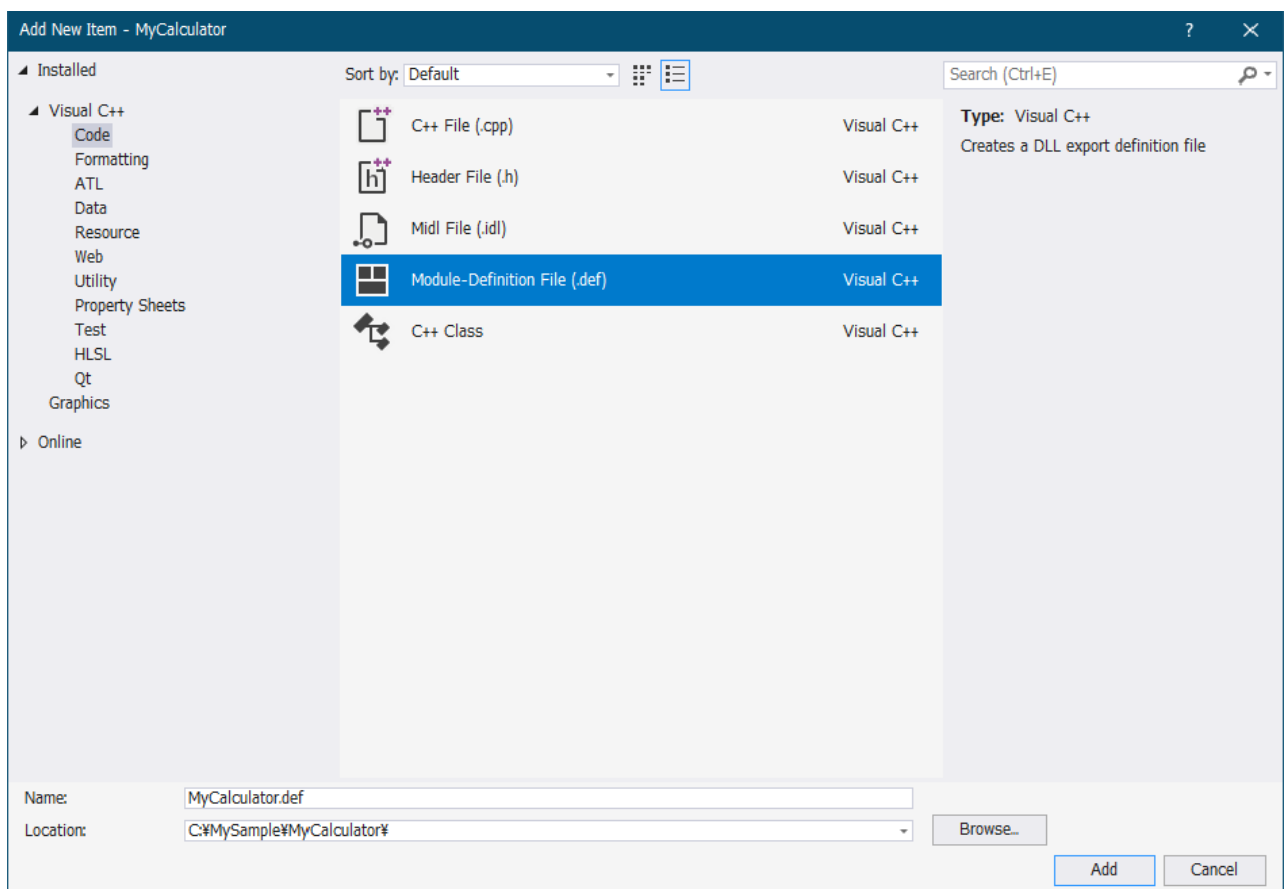 Add New Item - MyCalculator
?
Installed
Visual C++
Code
Formatting
ATL
Data
Resource
Web
Utility
Property Sheets
Test
HLSL
Qt
Graphics
Online
Sort by: Default
C++ File (.cpp) Visual C++
Header File (.h) Visual C++
Midl File (.idl) Visual C++
Module-Definition File (.def) Visual C++
C++ Class Visual C++
Search (Ctrl+E)
Type: Visual C++
Creates a DLL export definition file
Name: MyCalculator.def
Location: C:¥MySample¥MyCalculator¥ Browse...
Add Cancel